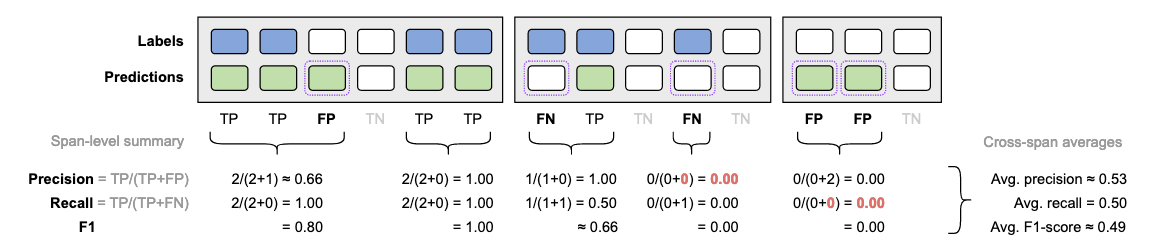 Labels
Predictions
TP TP FP TN TP TP FN TP TN FN TN FP FP TN
Span-level summary Cross-span averages
Precision = TP/(TP+FP) 2/(2+1) ≈ 0.66 2/(2+0) = 1.00 1/(1+0) = 1.00 0/(0+0) = 0.00 0/(0+2) = 0.00 Avg. precision ≈ 0.53
Recall = TP/(TP+FN) 2/(2+0) = 1.00 2/(2+0) = 1.00 1/(1+1) = 0.50 0/(0+1) = 0.00 0/(0+0) = 0.00 Avg. recall = 0.50
F1 = 0.80 = 1.00 ≈ 0.66 = 0.00 = 0.00 Avg. F1-score ≈ 0.49